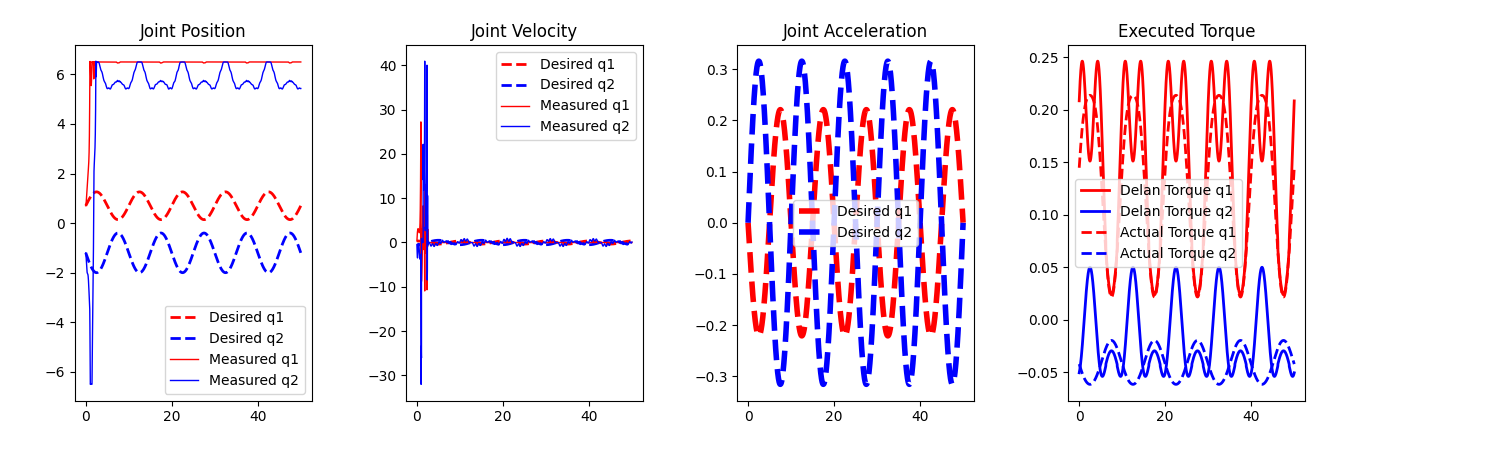 Joint Position
6
4
2
0
−2
−4
−6
0
20
40
Desired q1
Desired q2
Measured q1
Measured q2
Joint Velocity
40
30
20
10
0
−10
−20
−30
0
20
40
Desired q1
Desired q2
Measured q1
Measured q2
Joint Acceleration
0.3
0.2
0.1
0.0
−0.1
−0.2
−0.3
0
20
40
Desired q1
Desired q2
Executed Torque
0.25
0.20
0.15
0.10
0.05
0.00
−0.05
0
20
40
Delan Torque q1
Delan Torque q2
Actual Torque q1
Actual Torque q2